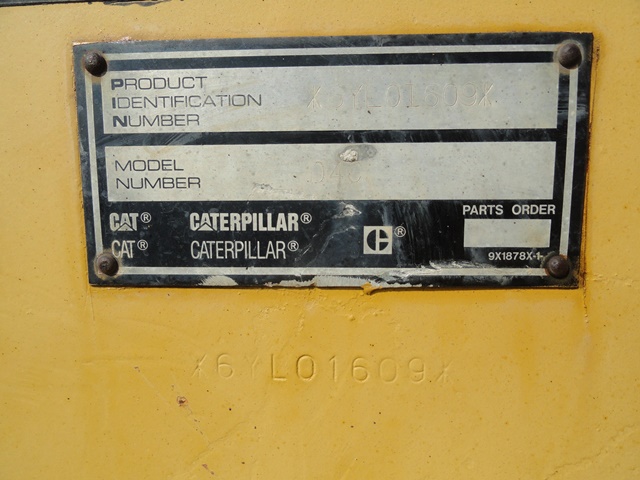 PRODUCT
IDENTIFICATION
NUMBER
X6YL01609X
MODEL
NUMBER
CAT® CATERPILLAR®
CAT® CATERPILLAR® C®
PARTS ORDER
9X1878X-1-
X6YL01609X